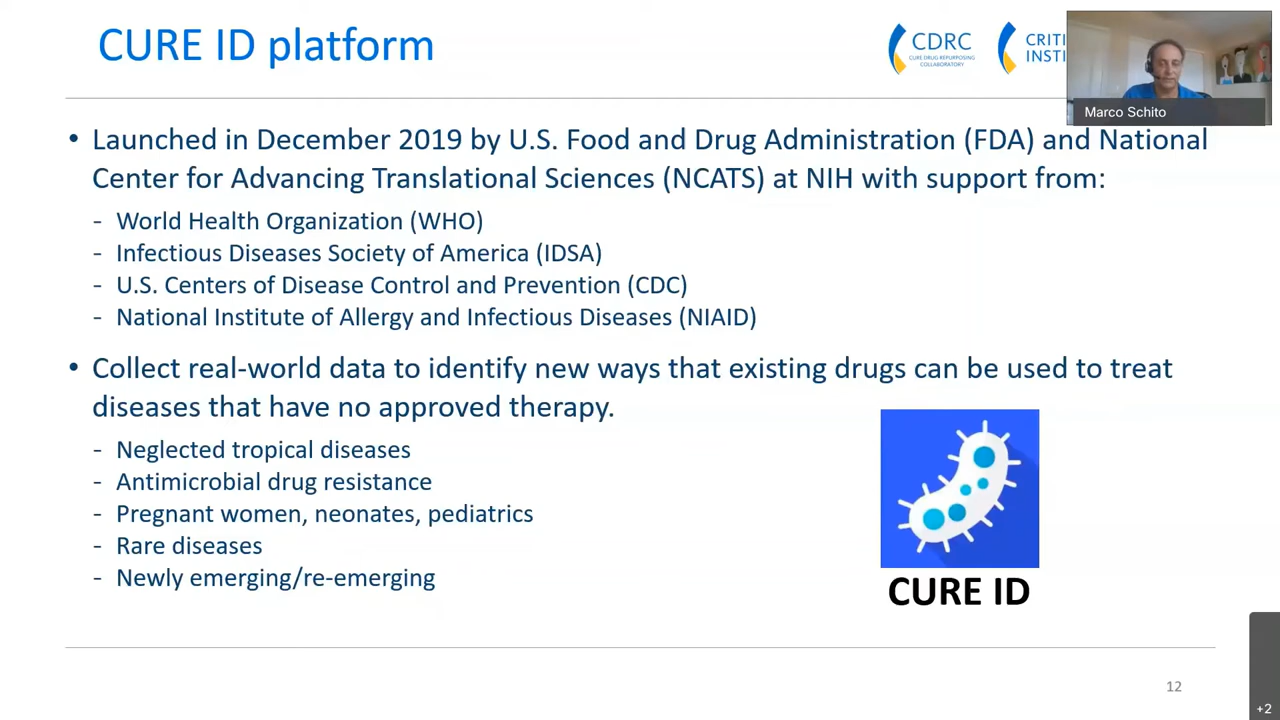 CURE ID platform
CDRC
CURE DRUG REPURPOSING
COLLABORATORY
CRITI
INSTI
Marco Schito
• Launched in December 2019 by U.S. Food and Drug Administration (FDA) and National
Center for Advancing Translational Sciences (NCATS) at NIH with support from:
- World Health Organization (WHO)
- Infectious Diseases Society of America (IDSA)
- U.S. Centers of Disease Control and Prevention (CDC)
- National Institute of Allergy and Infectious Diseases (NIAID)
• Collect real-world data to identify new ways that existing drugs can be used to treat
diseases that have no approved therapy.
- Neglected tropical diseases
- Antimicrobial drug resistance
- Pregnant women, neonates, pediatrics
- Rare diseases
- Newly emerging/re-emerging
CURE ID
12
+2